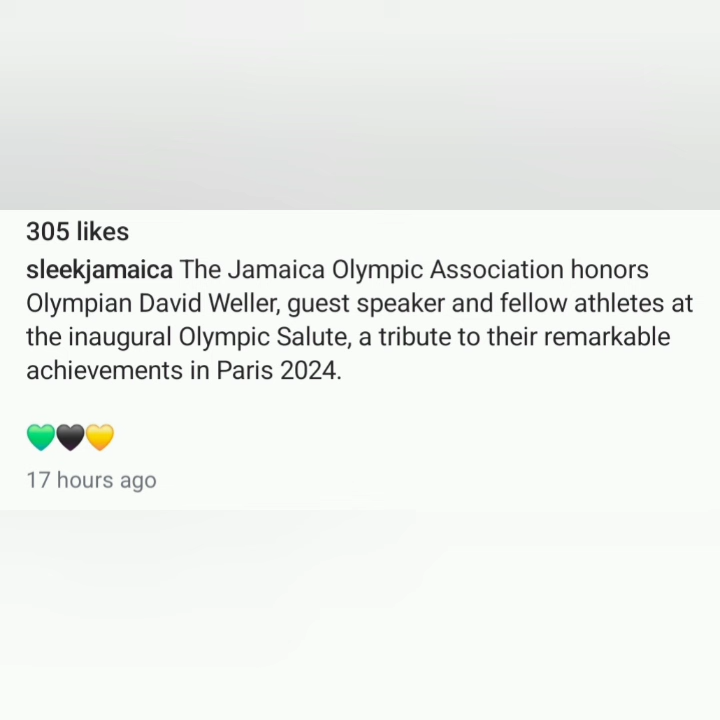 305 likes
sleekjamaica The Jamaica Olympic Association honors
Olympian David Weller, guest speaker and fellow athletes at
the inaugural Olympic Salute, a tribute to their remarkable
achievements in Paris 2024.
💚🖤💛
17 hours ago